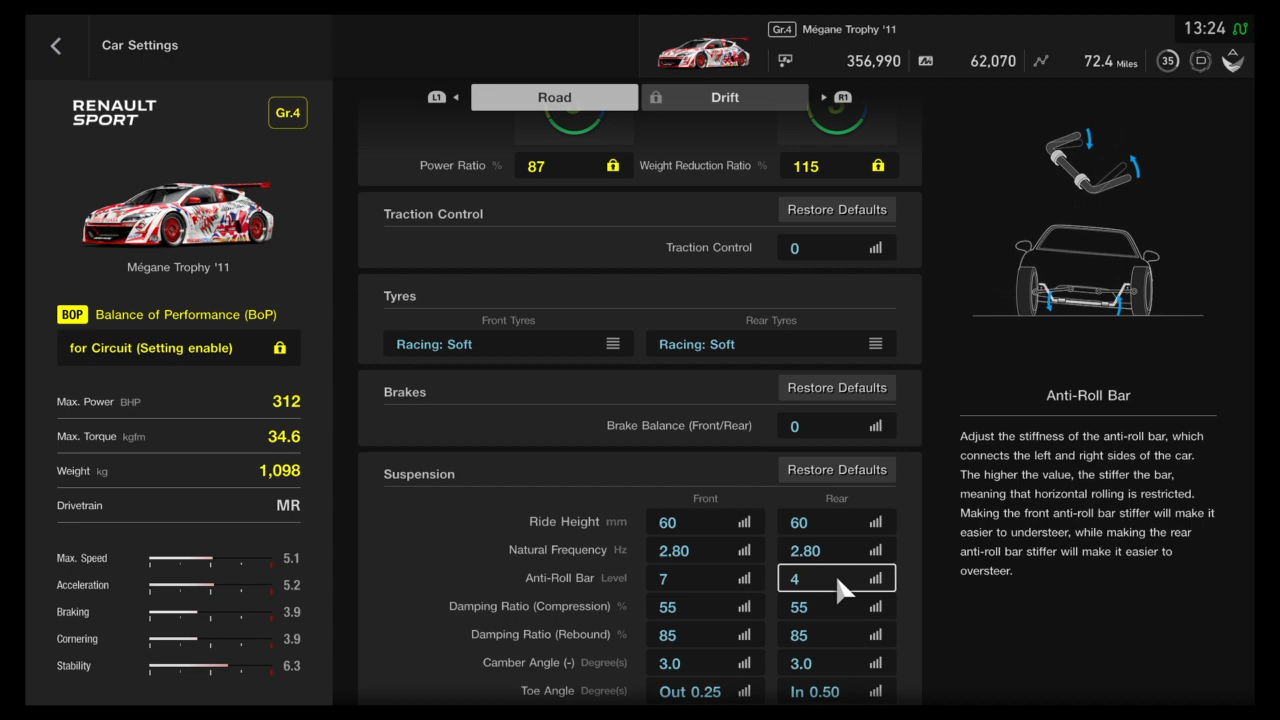 Car Settings
Gr.4 Mégane Trophy '11
13:24
356,990 62,070 72.4 Miles 35
RENAULT
SPORT
Gr.4
L1 Road Drift R1
Power Ratio % 87 Weight Reduction Ratio % 115
Traction Control Restore Defaults
Traction Control 0
Tyres
Front Tyres Rear Tyres
Racing: Soft Racing: Soft
Brakes Restore Defaults
Brake Balance (Front/Rear) 0
Suspension Restore Defaults
Front Rear
Ride Height mm 60 60
Natural Frequency Hz 2.80 2.80
Anti-Roll Bar Level 7 4
Damping Ratio (Compression) % 55 55
Damping Ratio (Rebound) % 85 85
Camber Angle (-) Degree(s) 3.0 3.0
Toe Angle Degree(s) Out 0.25 In 0.50
Mégane Trophy '11
BOP Balance of Performance (BoP)
for Circuit (Setting enable)
Max. Power BHP 312
Max. Torque kgfm 34.6
Weight kg 1,098
Drivetrain MR
Max. Speed 5.1
Acceleration 5.2
Braking 3.9
Cornering 3.9
Stability 6.3
Anti-Roll Bar
Adjust the stiffness of the anti-roll bar, which
connects the left and right sides of the car.
The higher the value, the stiffer the bar,
meaning that horizontal rolling is restricted.
Making the front anti-roll bar stiffer will make it
easier to understeer, while making the rear
anti-roll bar stiffer will make it easier to
oversteer.